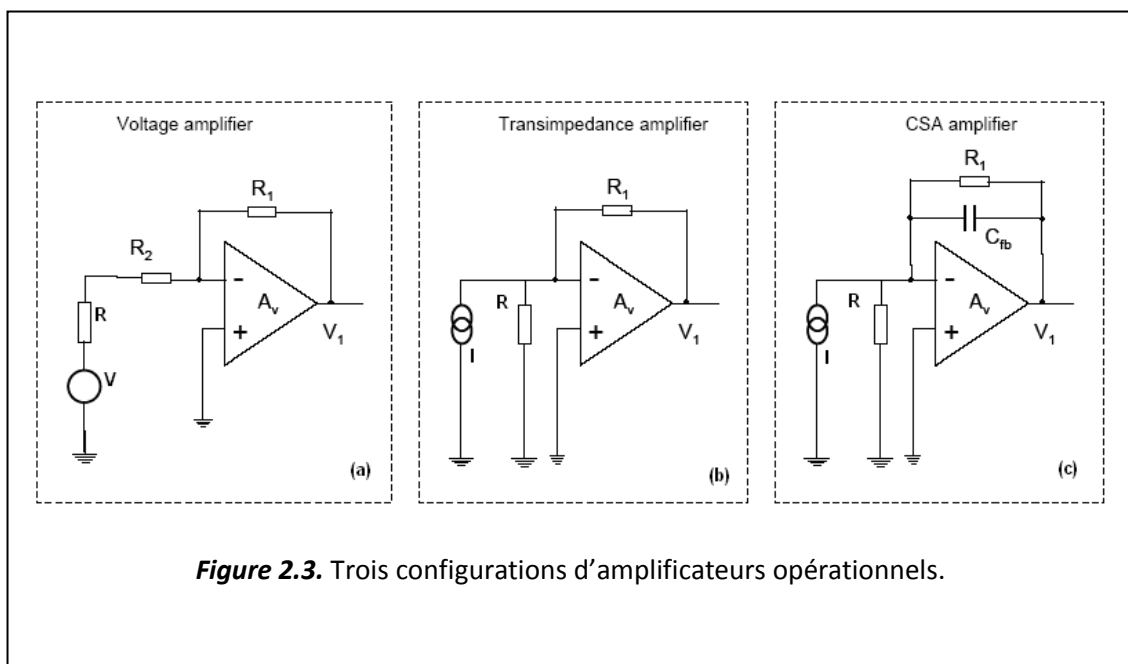 Voltage amplifier
R1
R2
R
V
-
Av
+
V1
(a)
Transimpedance amplifier
R1
R
I
-
Av
+
V1
(b)
CSA amplifier
R1
Cfb
R
I
-
Av
+
V1
(c)
Figure 2.3. Trois configurations d’amplificateurs opérationnels.